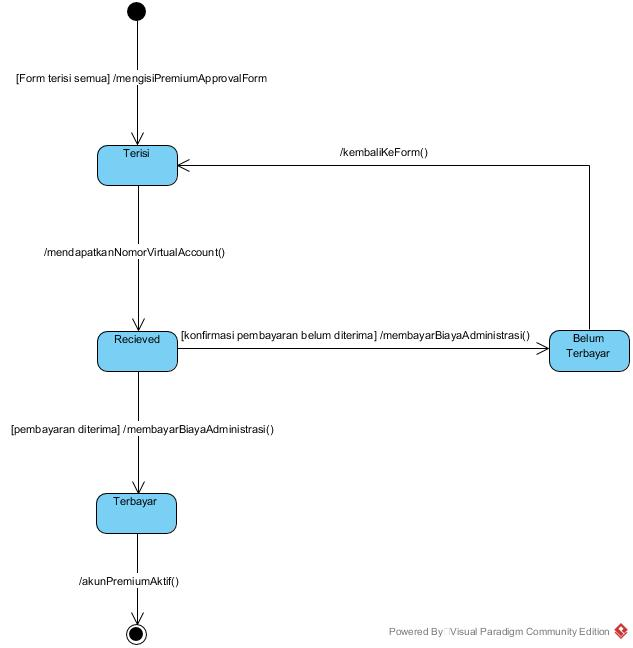 [Form terisi semua] /mengisiPremiumApprovalForm
Terisi
/kembaliKeForm()
/mendapatkanNomorVirtualAccount()
Recieved
[konfirmasi pembayaran belum diterima] /membayarBiayaAdministrasi()
Belum
Terbayar
[pembayaran diterima] /membayarBiayaAdministrasi()
Terbayar
/akunPremiumAktif()
Powered By Visual Paradigm Community Edition